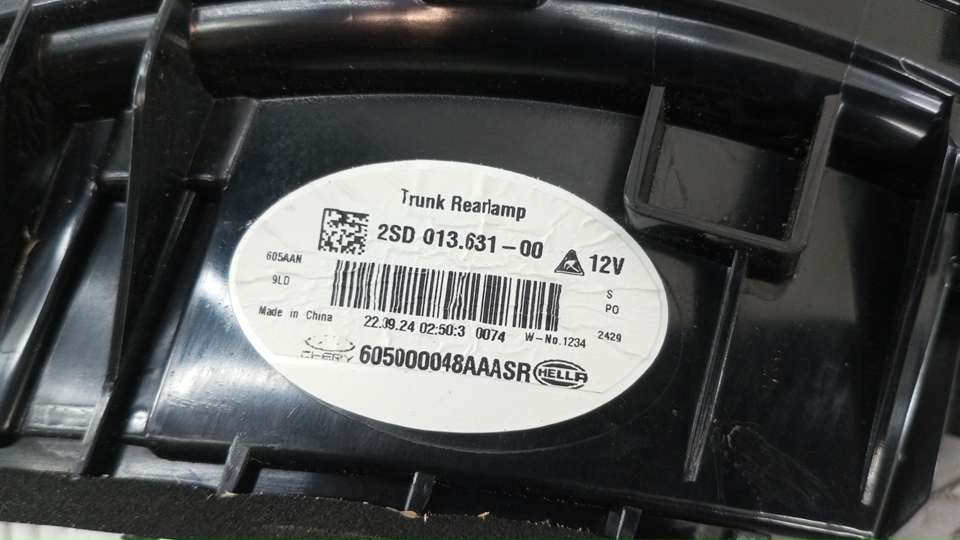 Trunk Rearlamp
2SD 013.631-00
12V
605AAN
9LD
S
PO
Made in China
22.09.24 02:50:3 0074
W-No.1234
2429
CHERY
605000048AAASR
HELLA